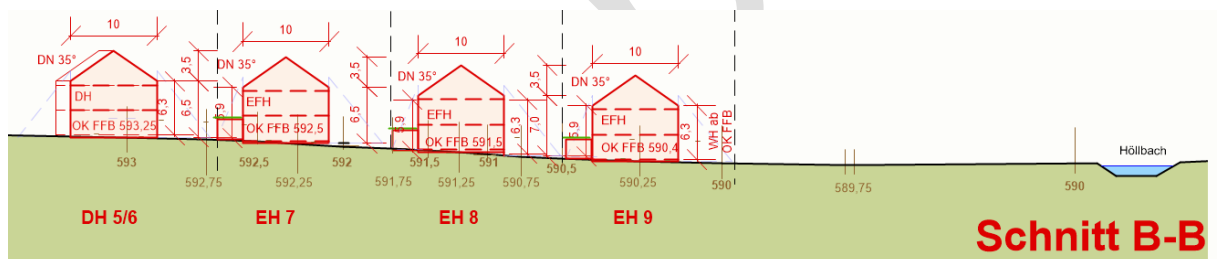 10
DN 35°
3.5
DH
6.3
6.5
OK FFB 593,25
593
592,75
DH 5/6
10
DN 35°
3.5
EFH
6.5
OK FFB 592,5
592,5
592,25
592
EH 7
10
DN 35°
3.5
EFH
5.9
6.3
7.0
OK FFB 591,5
591,75
591,5
591,25
591
590,75
EH 8
10
DN 35°
EFH
5.9
6.3
WH ab
OK FFB
OK FFB 590,4
590,5
590,25
590
EH 9
589,75
590
Höllbach
Schnitt B-B